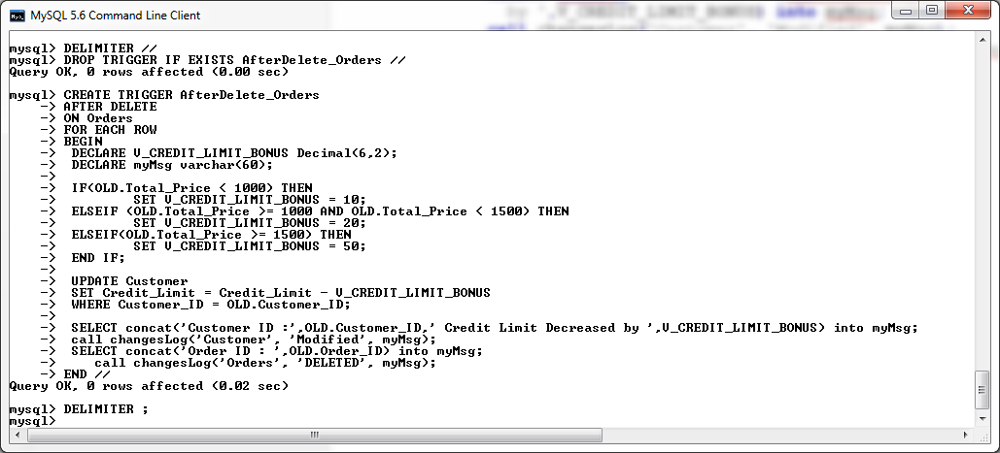 MySQL 5.6 Command Line Client
mysql> DELIMITER //
mysql> DROP TRIGGER IF EXISTS AfterDelete_Orders //
Query OK, 0 rows affected (0.00 sec)
mysql> CREATE TRIGGER AfterDelete_Orders
-> AFTER DELETE
-> ON Orders
-> FOR EACH ROW
-> BEGIN
-> DECLARE V_CREDIT_LIMIT_BONUS Decimal(6,2);
-> DECLARE myMsg varchar(60);
->
-> IF(OLD.Total_Price < 1000) THEN
-> SET V_CREDIT_LIMIT_BONUS = 10;
-> ELSEIF (OLD.Total_Price >= 1000 AND OLD.Total_Price < 1500) THEN
-> SET V_CREDIT_LIMIT_BONUS = 20;
-> ELSEIF(OLD.Total_Price >= 1500) THEN
-> SET V_CREDIT_LIMIT_BONUS = 50;
-> END IF;
->
-> UPDATE Customer
-> SET Credit_Limit = Credit_Limit - V_CREDIT_LIMIT_BONUS
-> WHERE Customer_ID = OLD.Customer_ID;
->
-> SELECT concat('Customer ID :',OLD.Customer_ID,' Credit Limit Decreased by ',V_CREDIT_LIMIT_BONUS) into myMsg;
-> call changesLog('Customer', 'Modified', myMsg);
-> SELECT concat('Order ID : ',OLD.Order_ID) into myMsg;
-> call changesLog('Orders', 'DELETED', myMsg);
-> END //
Query OK, 0 rows affected (0.02 sec)
mysql> DELIMITER ;
mysql>